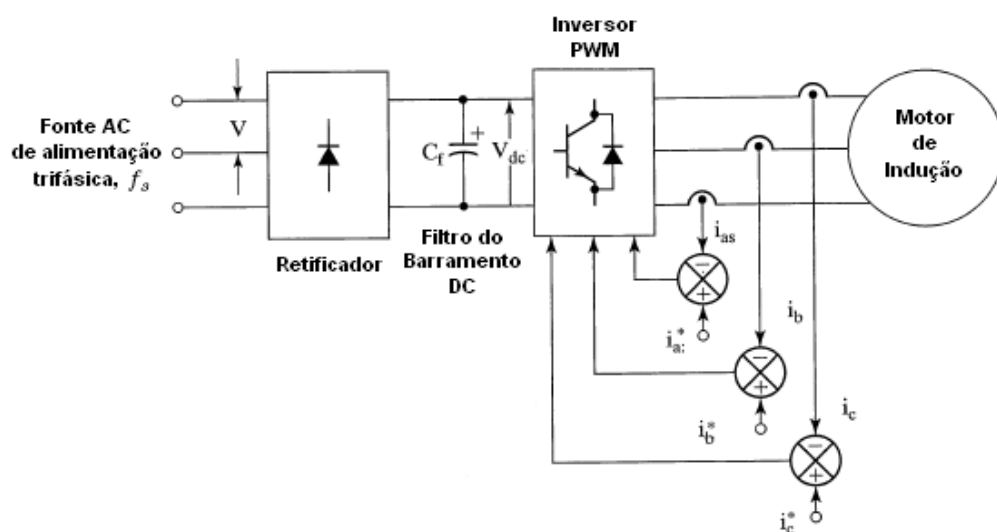 Inversor
PWM
Fonte AC
de alimentação
trifásica, fs
V
Retificador
Cf
+
Vdc
Filtro do
Barramento
DC
Motor
de
Indução
ias
−
+
ia:*
ib
−
+
ib*
ic
−
+
ic*